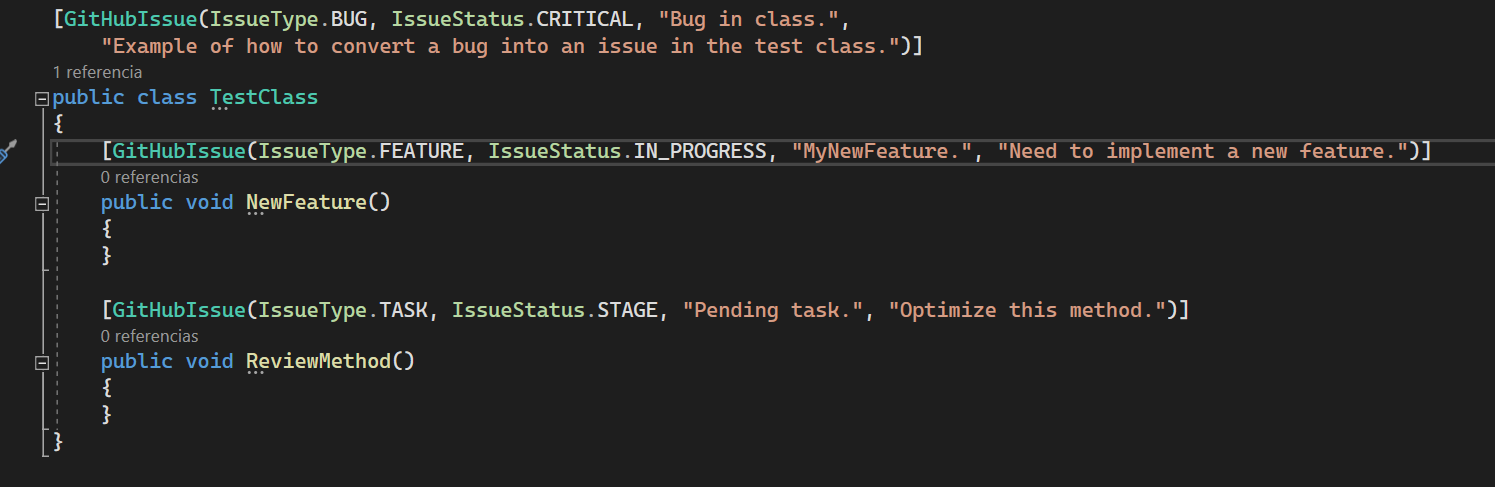 [GitHubIssue(IssueType.BUG, IssueStatus.CRITICAL, "Bug in class.",
    "Example of how to convert a bug into an issue in the test class.")]
1 referencia
public class TestClass
{
    [GitHubIssue(IssueType.FEATURE, IssueStatus.IN_PROGRESS, "MyNewFeature.", "Need to implement a new feature.")]
    0 referencias
    public void NewFeature()
    {
    }
    [GitHubIssue(IssueType.TASK, IssueStatus.STAGE, "Pending task.", "Optimize this method.")]
    0 referencias
    public void ReviewMethod()
    {
    }
}